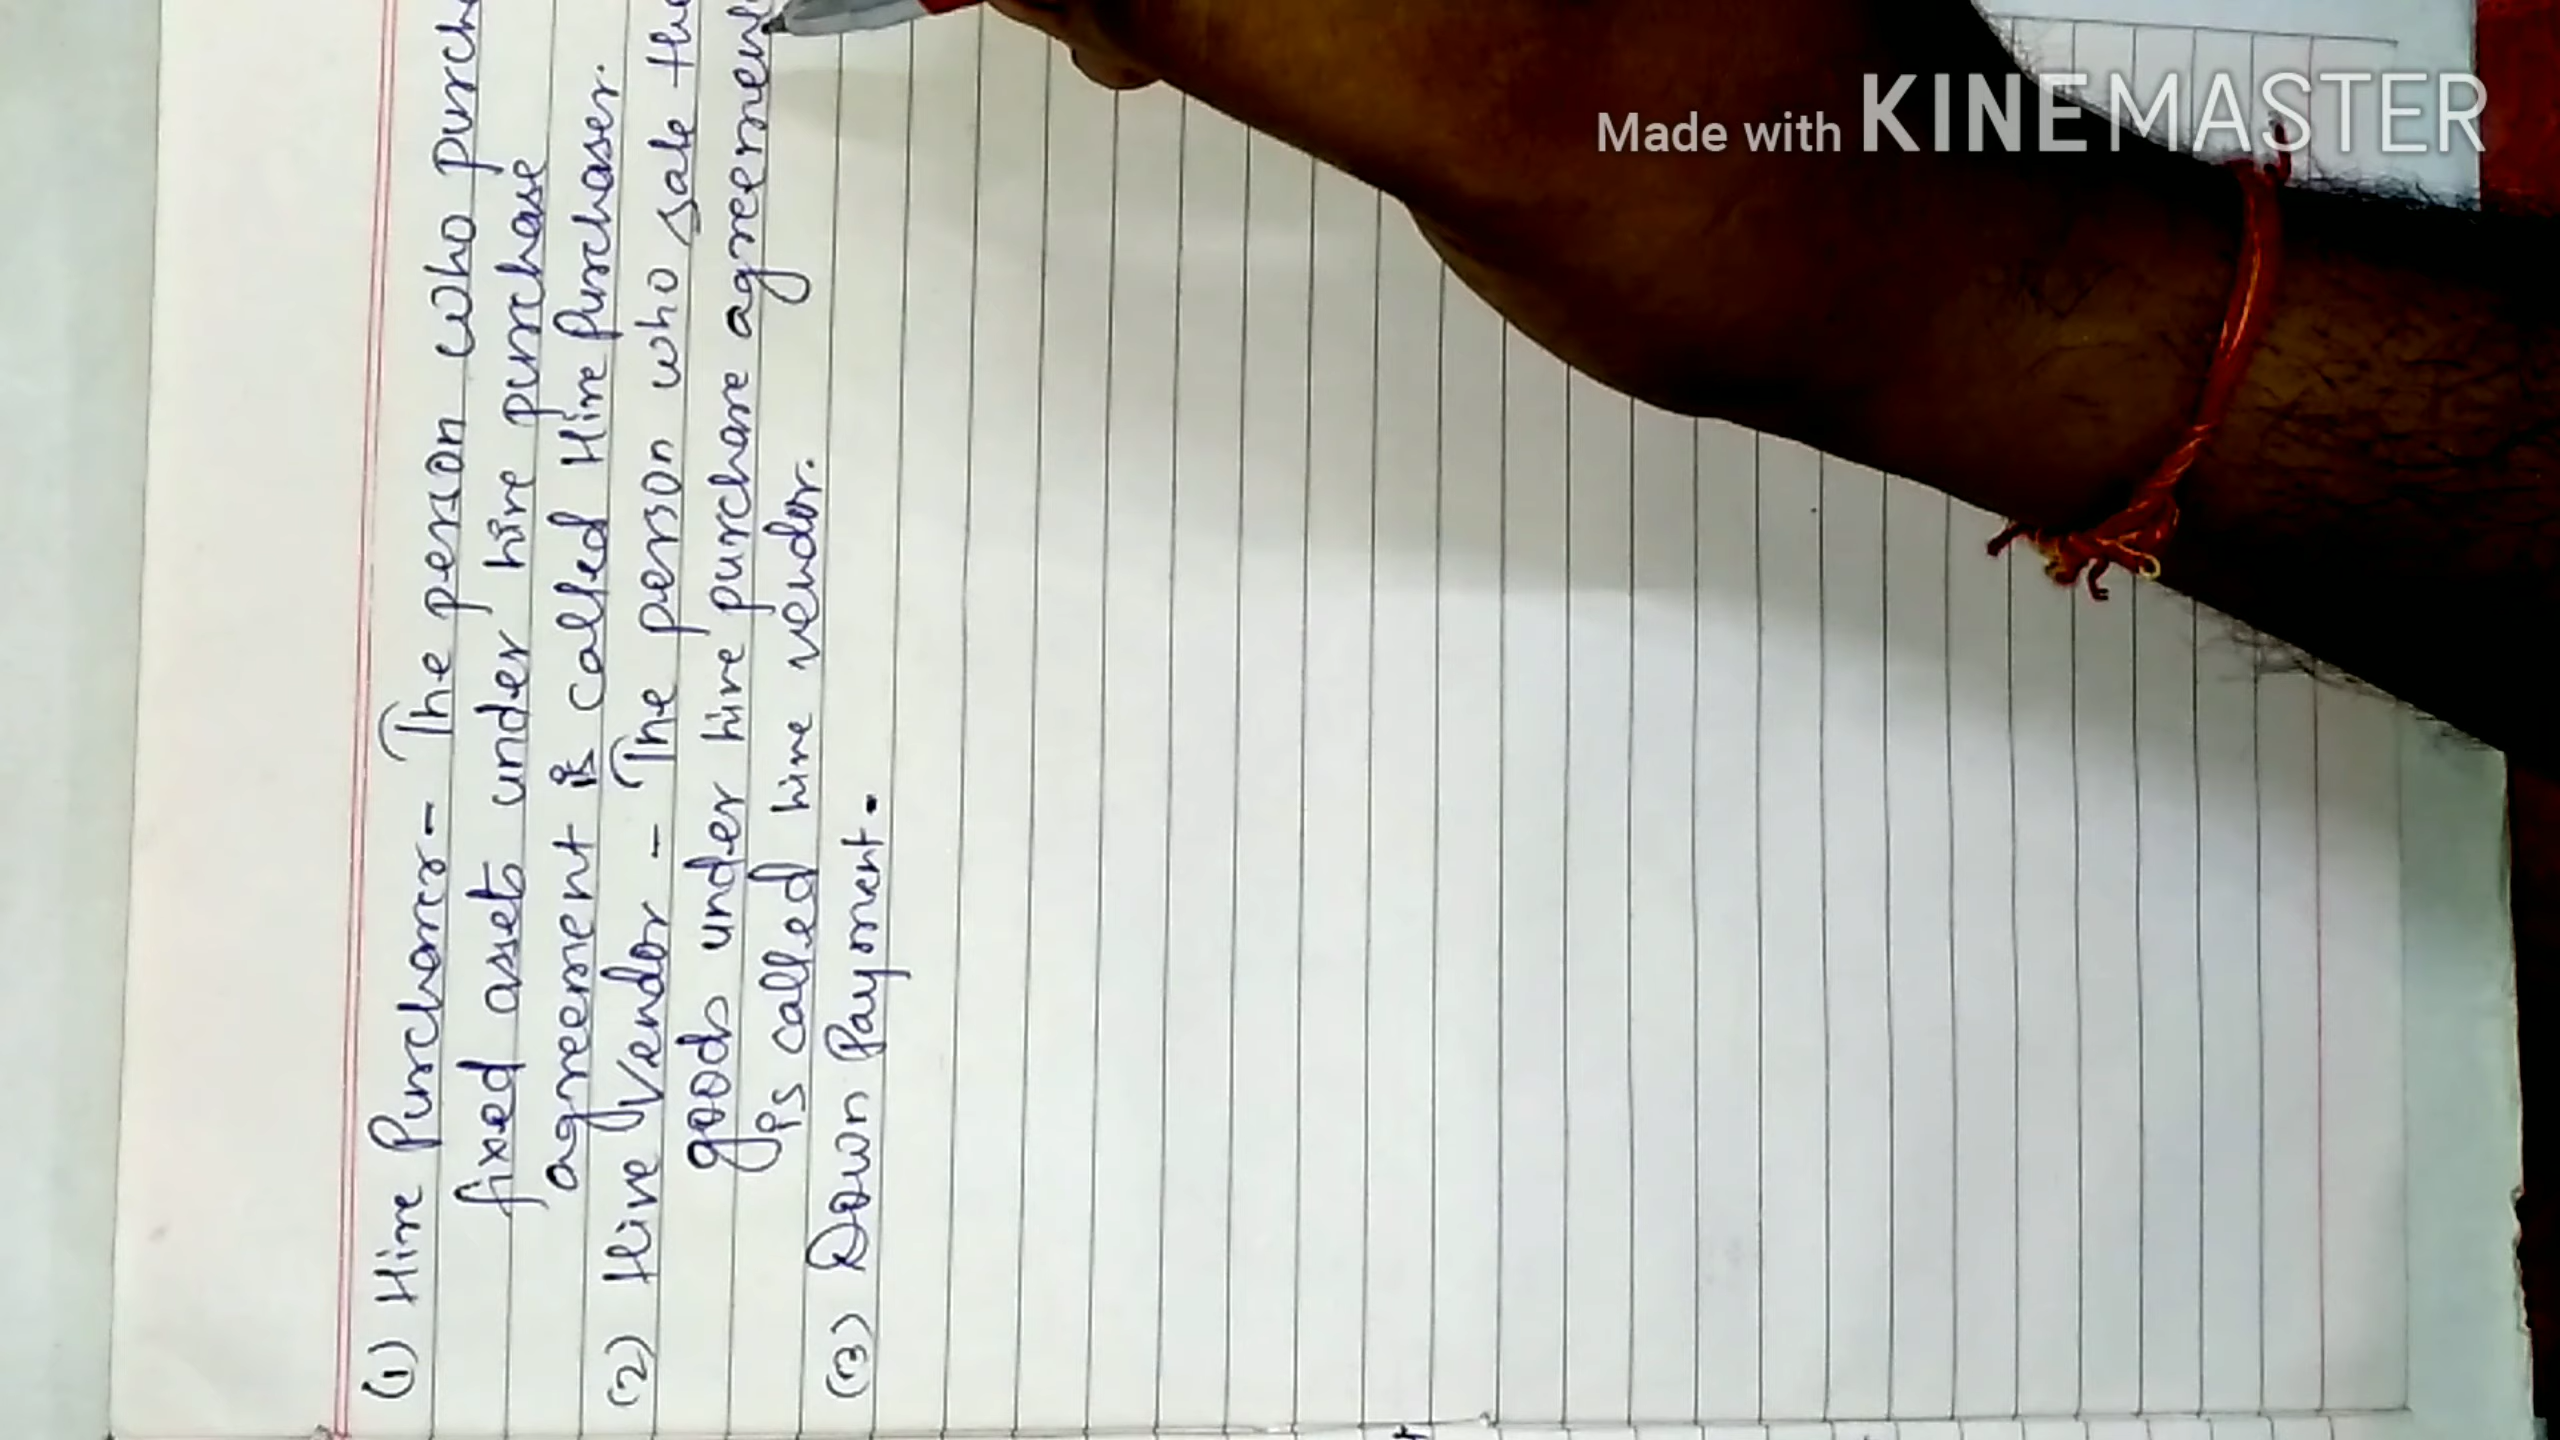 (1) Hire Purchaser - The person who purcha
fixed assets under hire purchase
agreement is called Hire Purchaser.
(2) Hire Vendor - The person who sale the
goods under hire purchase agreement
is called hire vendor.
(3) Down Payment -
Made with KINEMASTER